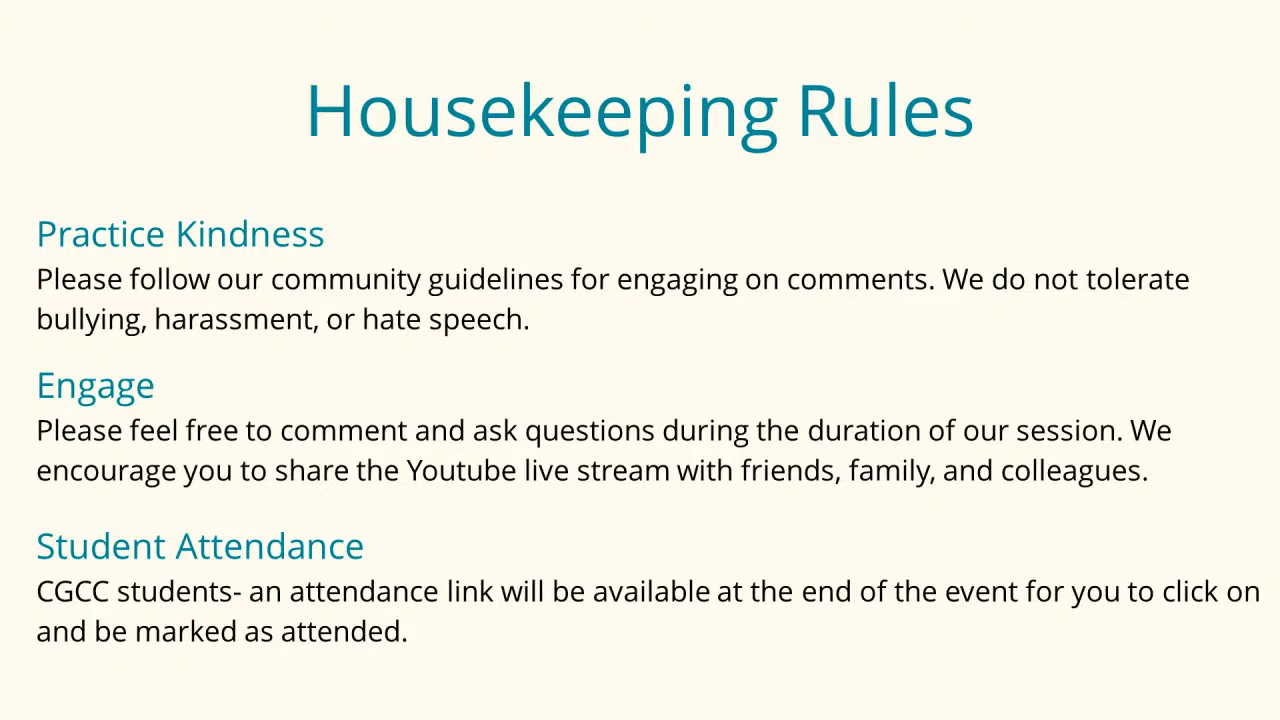 Housekeeping Rules
Practice Kindness
Please follow our community guidelines for engaging on comments. We do not tolerate
bullying, harassment, or hate speech.
Engage
Please feel free to comment and ask questions during the duration of our session. We
encourage you to share the Youtube live stream with friends, family, and colleagues.
Student Attendance
CGCC students- an attendance link will be available at the end of the event for you to click on
and be marked as attended.